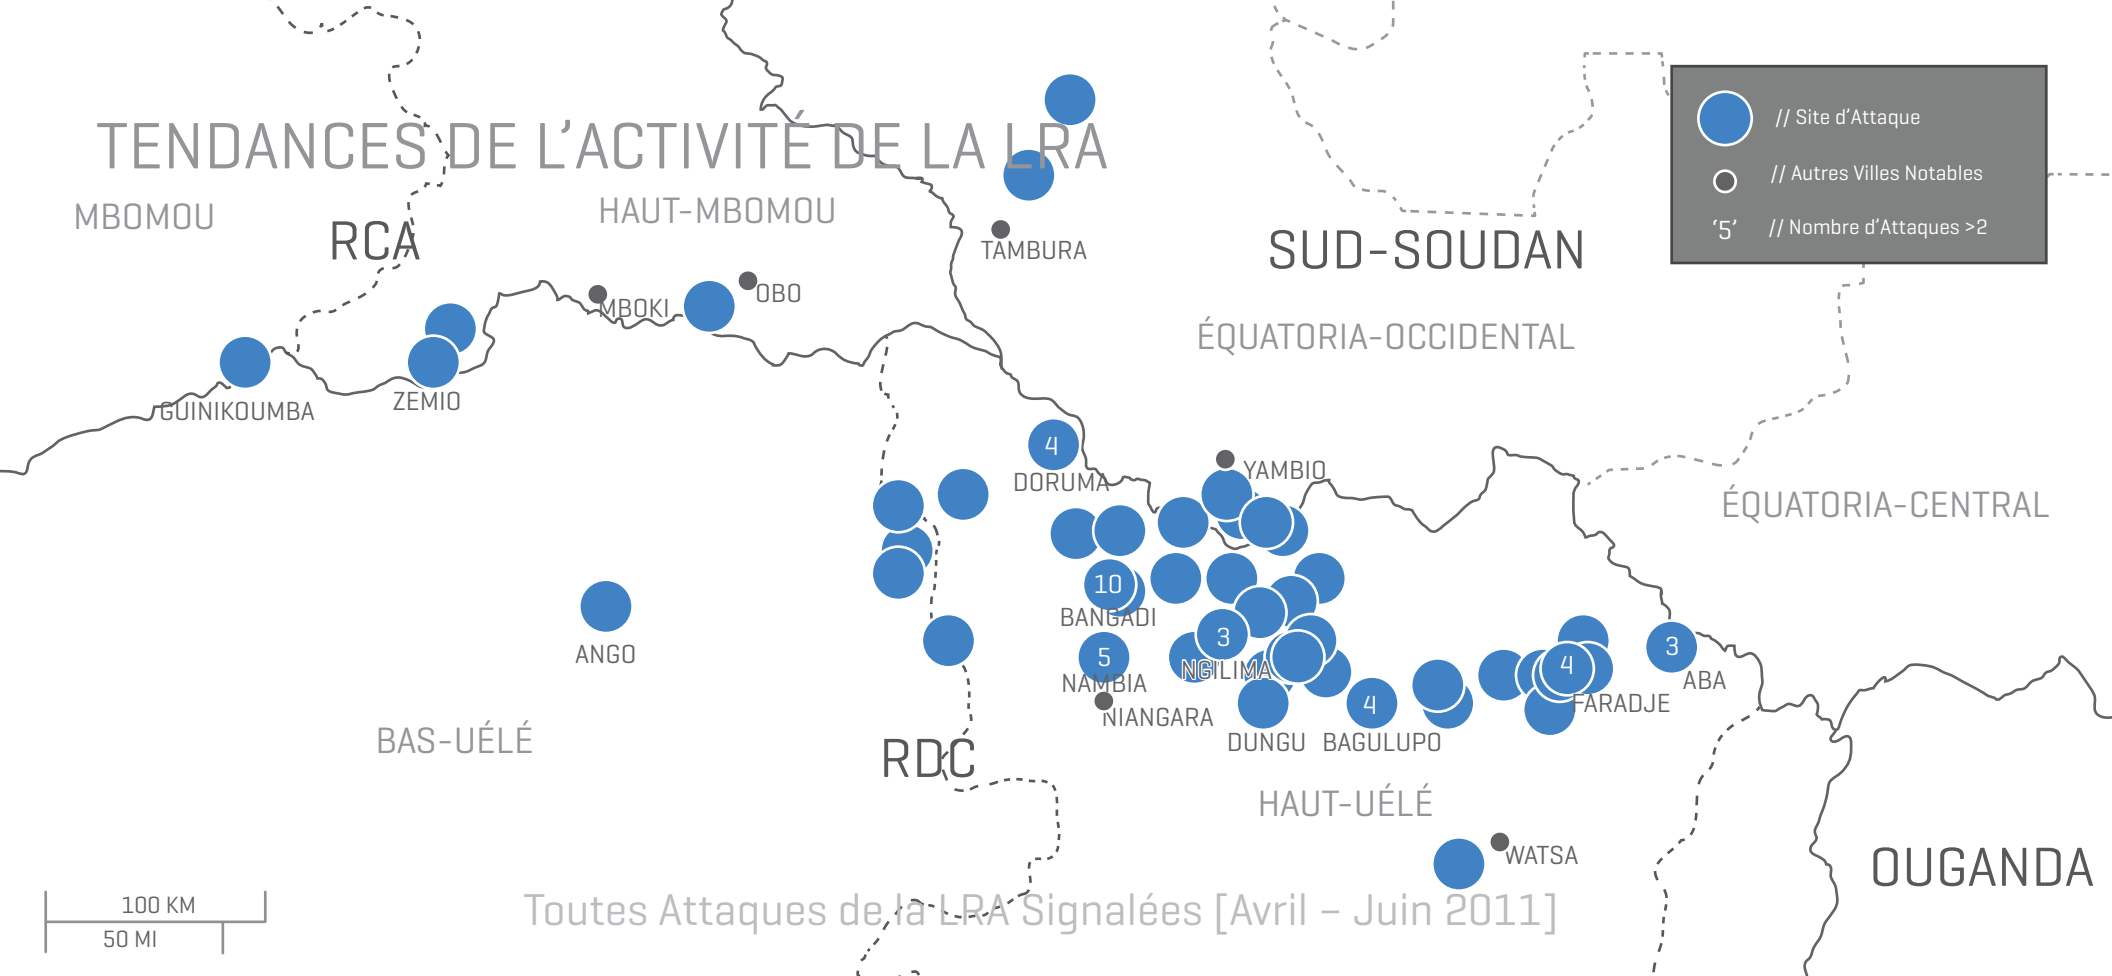 TENDANCES DE L'ACTIVITÉ DE LA LRA
// Site d'Attaque
// Autres Villes Notables
'5' // Nombre d'Attaques >2
MBOMOU
HAUT-MBOMOU
RCA
TAMBURA
SUD-SOUDAN
MBOKI
OBO
ÉQUATORIA-OCCIDENTAL
GUINIKOUMBA
ZEMIO
4
DORUMA
YAMBIO
ÉQUATORIA-CENTRAL
10
BANGADI
ANGO
5
NAMBIA
NIANGARA
3
NGILIMA
4
FARADJE
3
ABA
4
DUNGU
BAGULUPO
BAS-UÉLÉ
RDC
HAUT-UÉLÉ
WATSA
OUGANDA
100 KM
50 MI
Toutes Attaques de la LRA Signalées [Avril – Juin 2011]